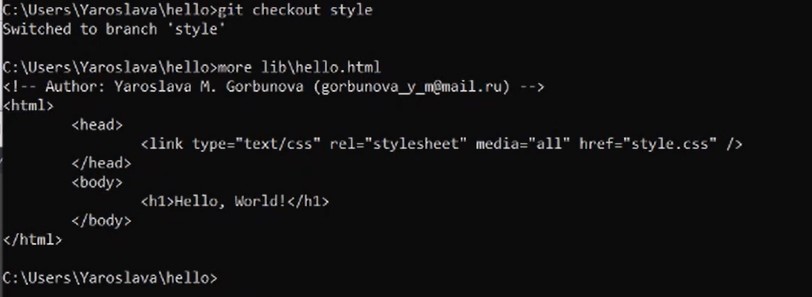 C:\Users\Yaroslava\hello>git checkout style
Switched to branch 'style'
C:\Users\Yaroslava\hello>more lib\hello.html
<!-- Author: Yaroslava M. Gorbunova (gorbunova_y_m@mail.ru) -->
<html>
<head>
<link type="text/css" rel="stylesheet" media="all" href="style.css" />
</head>
<body>
<h1>Hello, World!</h1>
</body>
</html>
C:\Users\Yaroslava\hello>